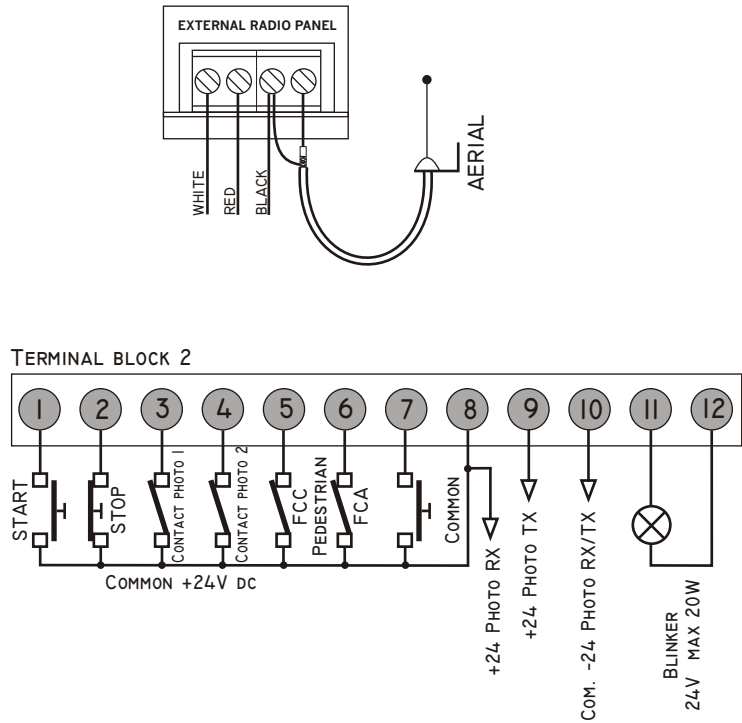 EXTERNAL RADIO PANEL
WHITE
RED
BLACK
AERIAL
TERMINAL BLOCK 2
1
2
3
4
5
6
7
8
9
10
11
12
START
STOP
CONTACT PHOTO 1
CONTACT PHOTO 2
FCC
FCA
PEDESTRIAN
COMMON
COMMON +24V DC
+24 PHOTO RX
+24 PHOTO TX
COM. -24 PHOTO RX/TX
BLINKER
24V MAX 20W